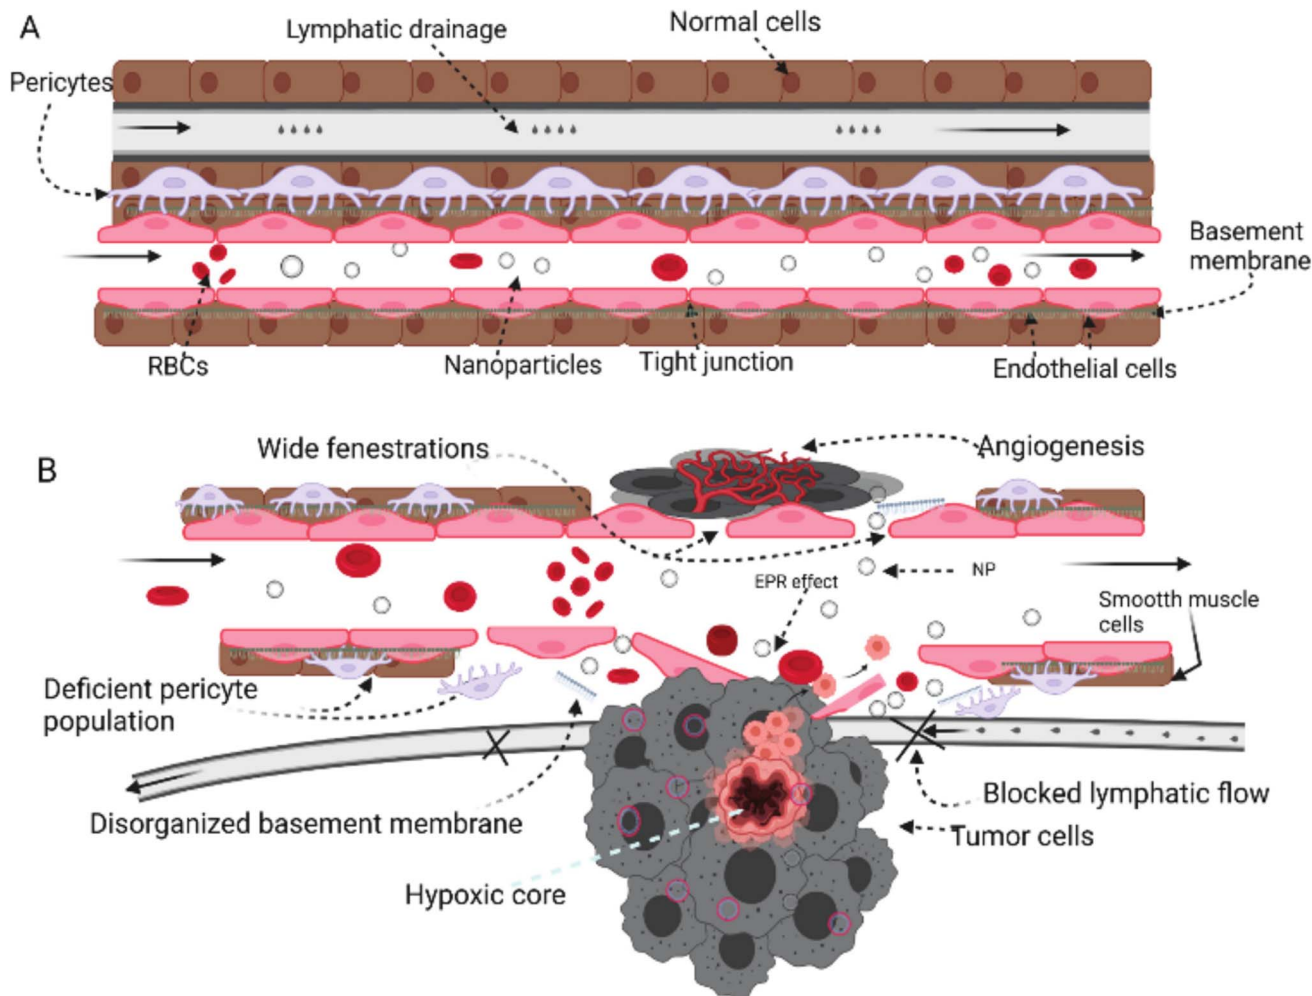 A
Lymphatic drainage
Normal cells
Pericytes
Basement
membrane
RBCs
Nanoparticles
Tight junction
Endothelial cells
B
Wide fenestrations
Angiogenesis
EPR effect
NP
Smooth muscle
cells
Deficient pericyte
population
Disorganized basement membrane
Blocked lymphatic flow
Tumor cells
Hypoxic core